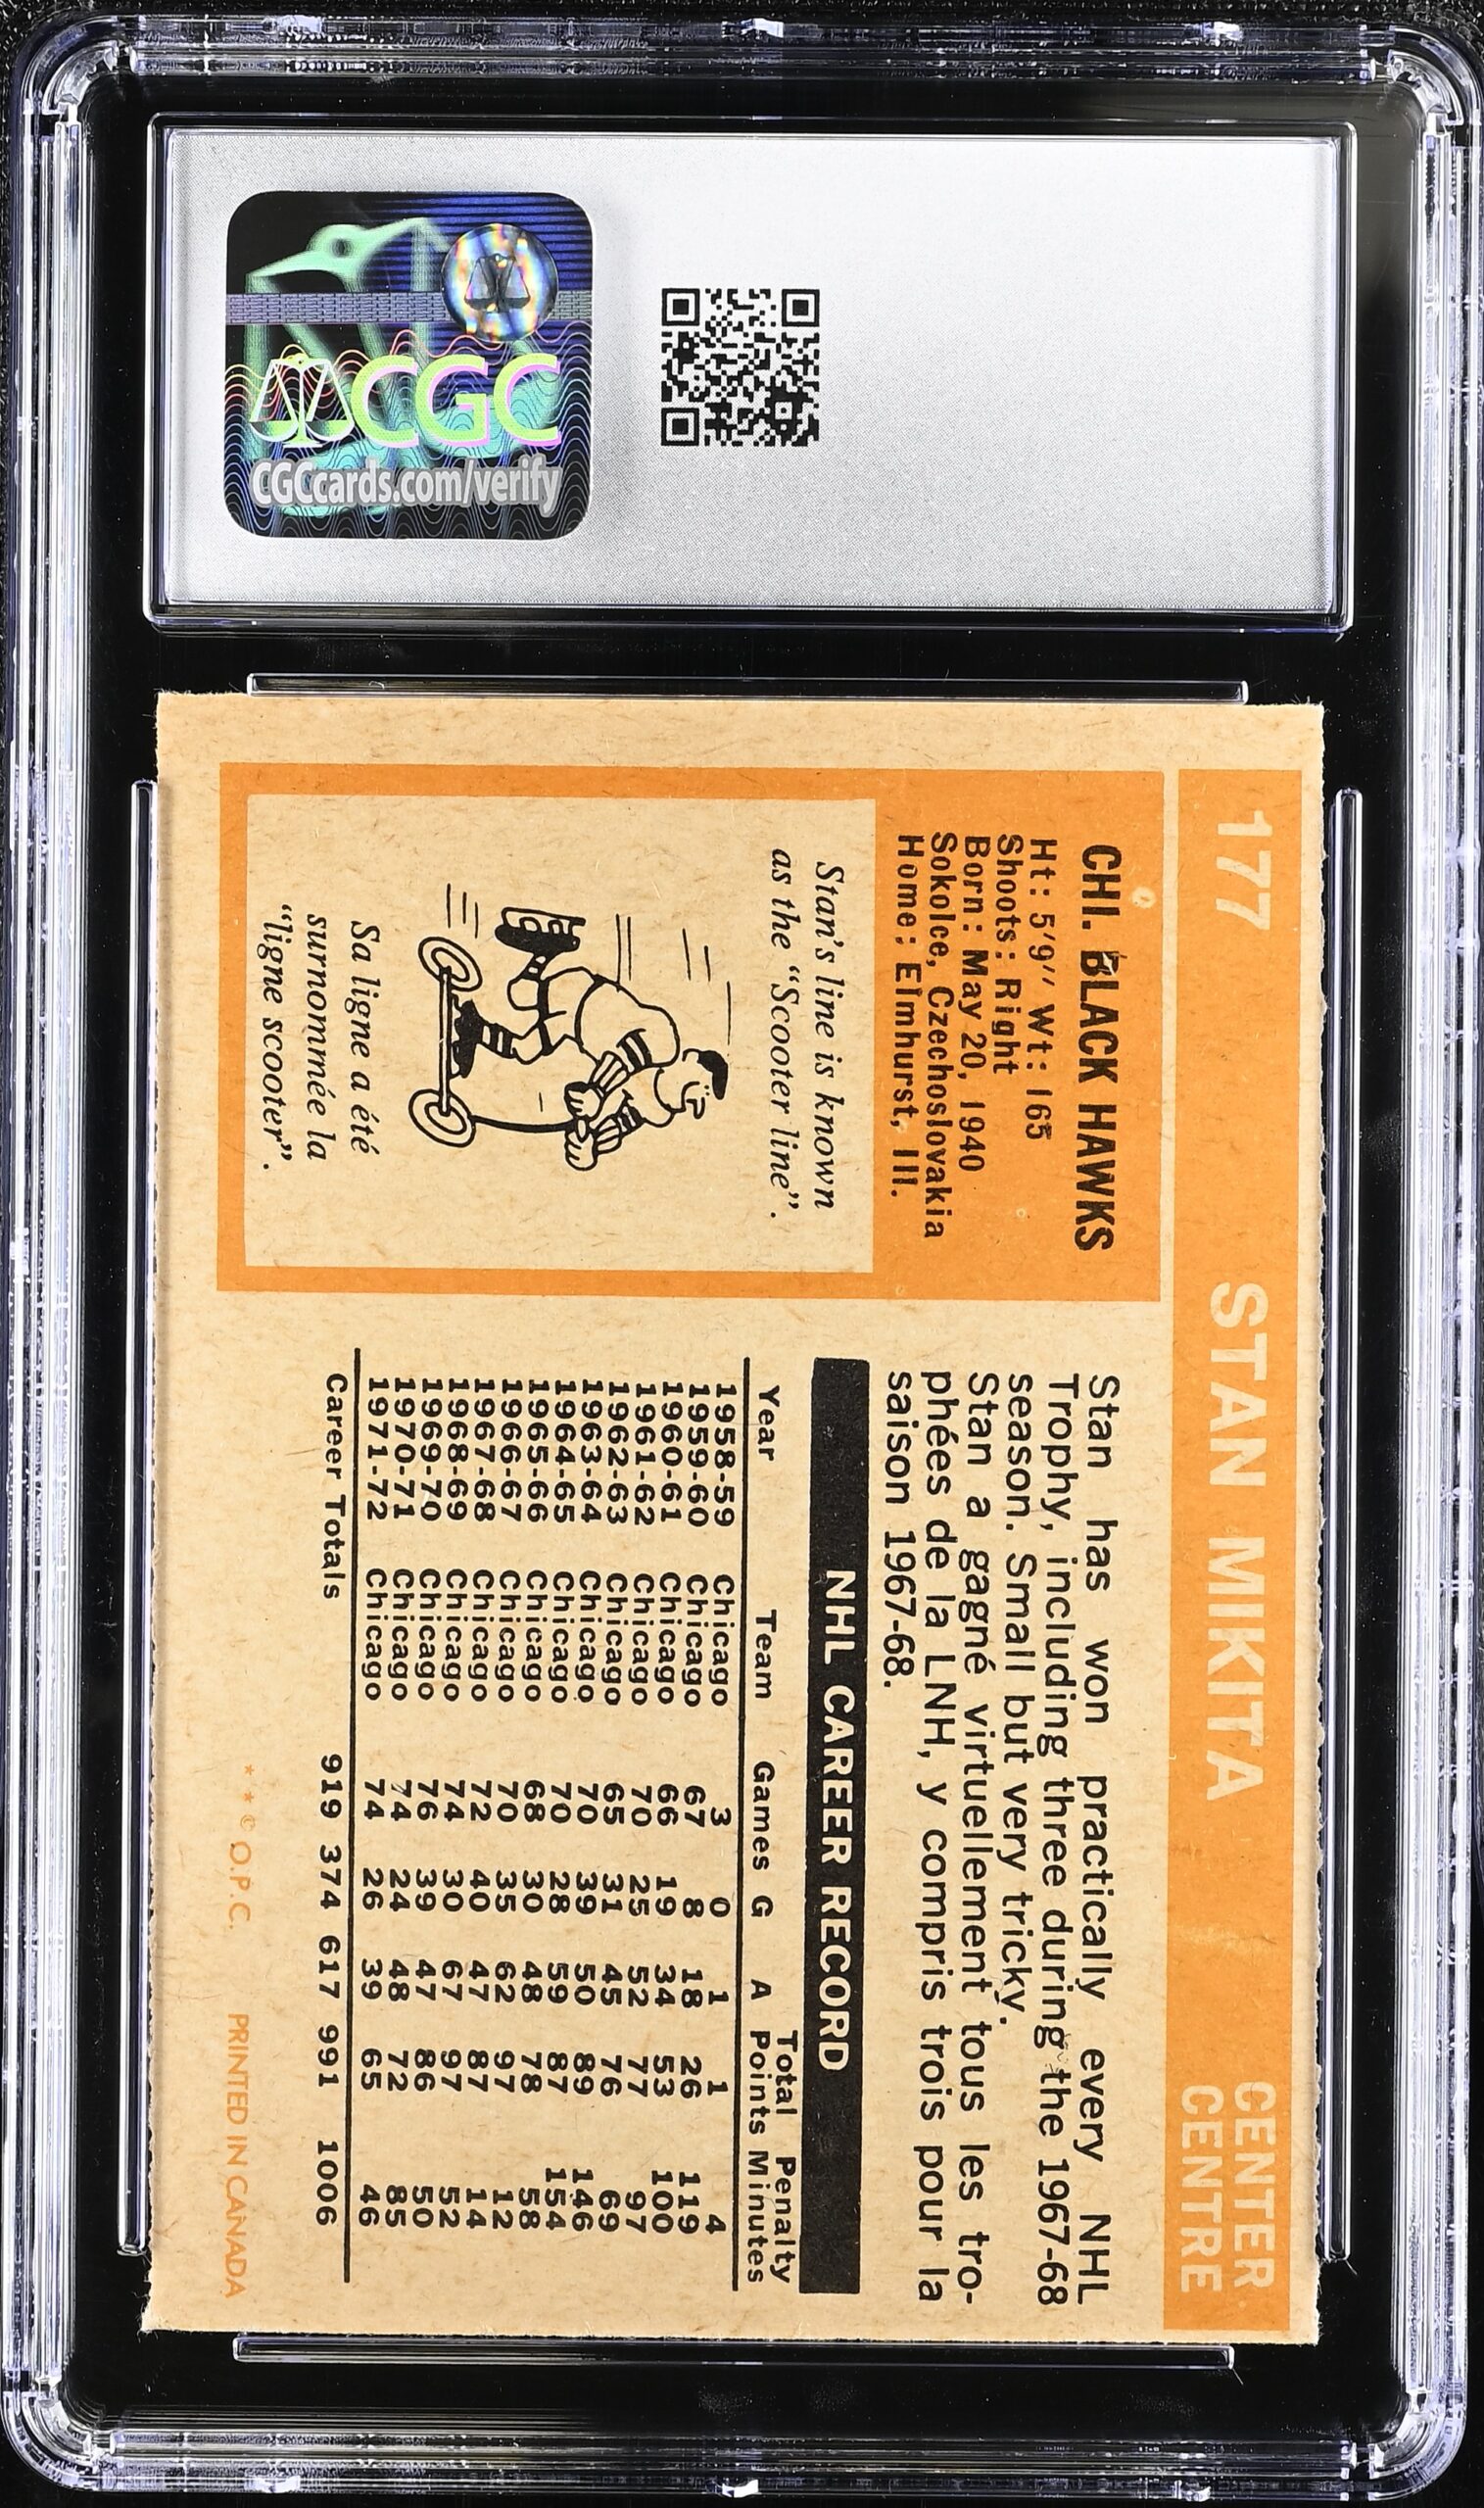 CGC
CGCcards.com/verify
177 STAN MIKITA CENTER
CENTRE
CHI. BLACK HAWKS
Ht: 5'9'' Wt: 165
Shoots: Right
Born: May 20, 1940
Sokolce, Czechoslovakia
Home: Elmhurst, Ill.
Stan's line is known
as the “Scooter line”.
Sa ligne a été
surnommée la
“ligne scooter”.
Stan has won practically every NHL
Trophy, including three during the 1967-68
season. Small but very tricky.
Stan a gagné virtuellement tous les tro-
phées de la LNH, y compris trois pour la
saison 1967-68.
NHL CAREER RECORD
Total Penalty
Year Team Games G A Points Minutes
1958-59 Chicago 3 0 1 1 4
1959-60 Chicago 67 8 18 26 119
1960-61 Chicago 66 19 34 53 100
1961-62 Chicago 70 25 52 77 97
1962-63 Chicago 65 31 45 76 69
1963-64 Chicago 70 39 50 89 146
1964-65 Chicago 70 28 59 87 154
1965-66 Chicago 68 30 48 78 58
1966-67 Chicago 70 35 62 97 12
1967-68 Chicago 72 40 47 87 14
1968-69 Chicago 74 30 67 97 52
1969-70 Chicago 76 39 47 86 50
1970-71 Chicago 74 24 48 72 85
1971-72 Chicago 74 26 39 65 46
Career Totals 919 374 617 991 1006
**© O.P.C. PRINTED IN CANADA